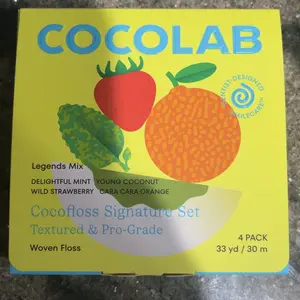 COCOLAB
DENTIST-DESIGNED
SMILECARE™
Legends Mix
DELIGHTFUL MINT YOUNG COCONUT
WILD STRAWBERRY CARA CARA ORANGE
Cocofloss Signature Set
Textured & Pro-Grade
Woven Floss
4 PACK
33 yd / 30 m